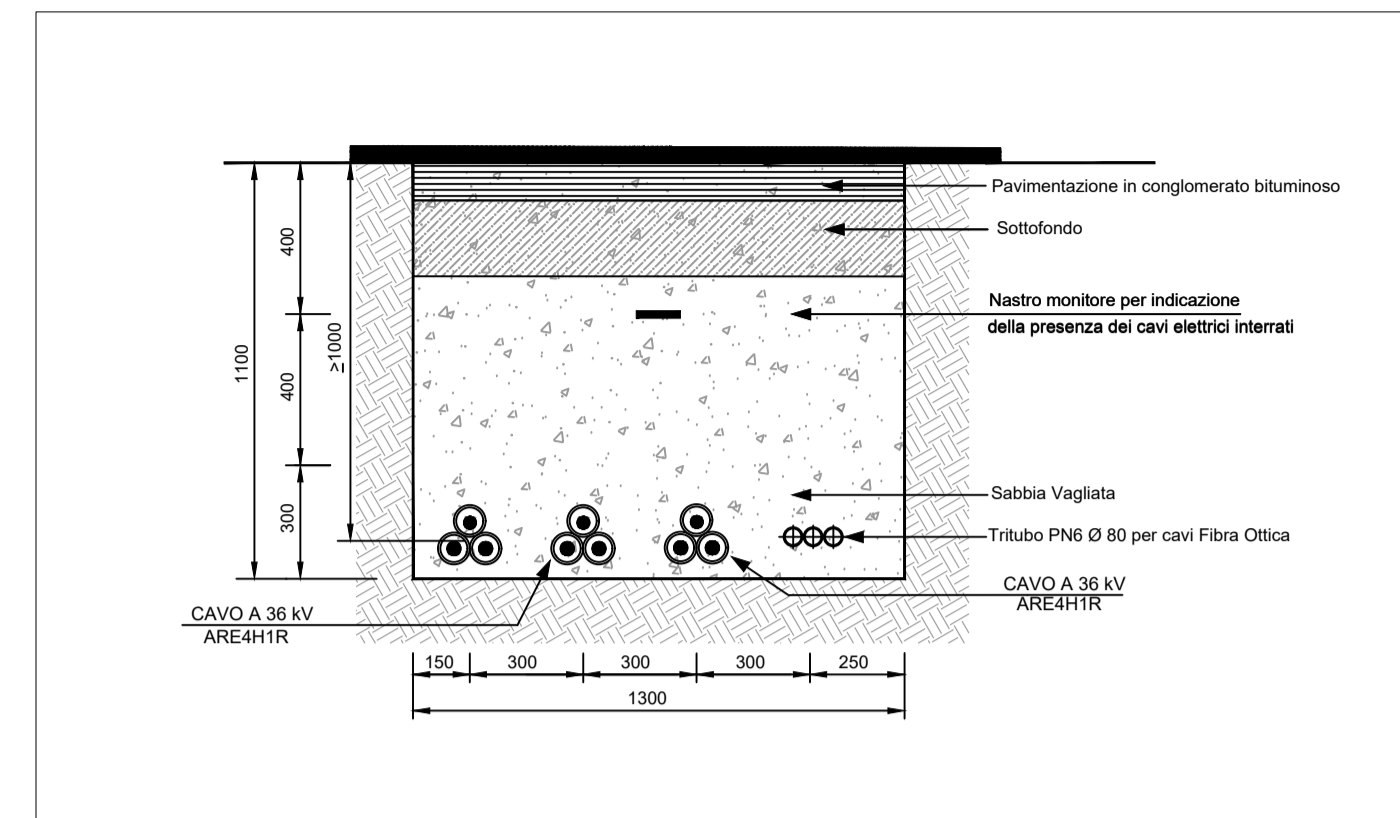 Pavimentazione in conglomerato bituminoso
Sottofondo
Nastro monitore per indicazione
della presenza dei cavi elettrici interrati
Sabbia Vagliata
Tritubo PN6 Ø 80 per cavi Fibra Ottica
CAVO A 36 kV
ARE4H1R
CAVO A 36 kV
ARE4H1R
1100
400
400
300
≥1000
150
300
300
300
250
1300